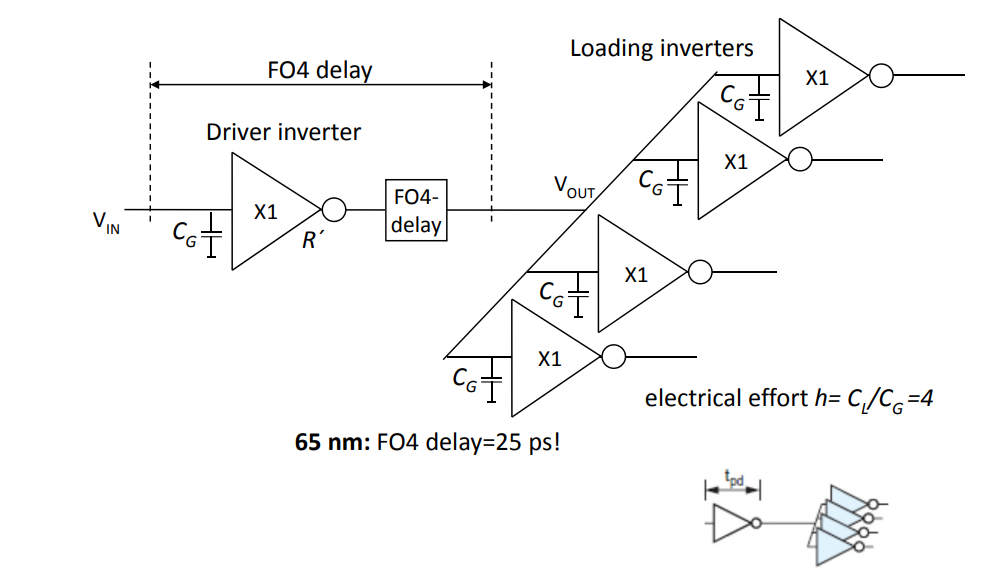 Loading inverters
FO4 delay
X1
C_G
Driver inverter
X1
C_G
FO4-
delay
V_OUT
X1
V_IN
C_G
R´
X1
C_G
X1
C_G
electrical effort h= C_L/C_G=4
65 nm: FO4 delay=25 ps!
t_pd